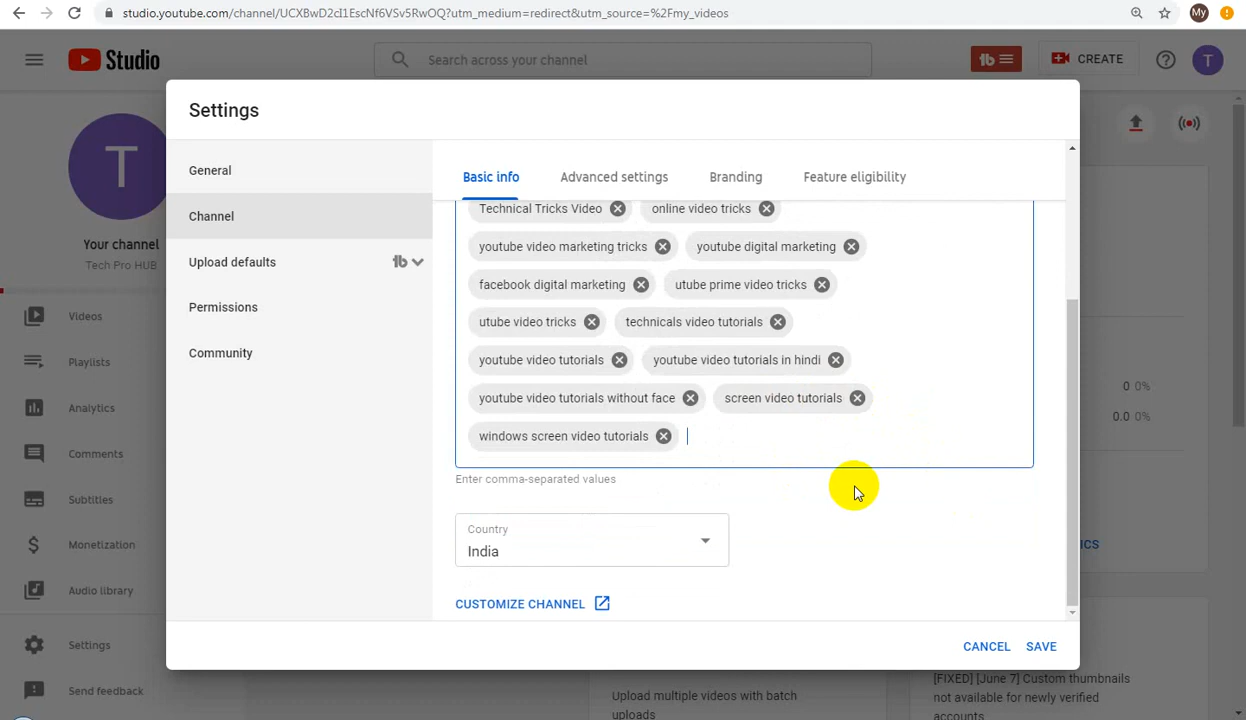 studio.youtube.com/channel/UCXBwD2cI1EscNf6VSv5RwOQ?utm_medium=redirect&utm_source=%2Fmy_videos
My
Studio
Search across your channel
tb
CREATE
?
T
Settings
T
Your channel
Tech Pro HUB
Videos
Playlists
Analytics
Comments
Subtitles
Monetization
Audio library
Settings
Send feedback
General
Channel
Upload defaults
tb
Permissions
Community
Basic info
Advanced settings
Branding
Feature eligibility
Technical Tricks Video
online video tricks
youtube video marketing tricks
youtube digital marketing
facebook digital marketing
utube prime video tricks
utube video tricks
technicals video tutorials
youtube video tutorials
youtube video tutorials in hindi
youtube video tutorials without face
screen video tutorials
windows screen video tutorials
Enter comma-separated values
Country
India
CUSTOMIZE CHANNEL
CANCEL
SAVE
0 0%
0.0 0%
ICS
Upload multiple videos with batch
uploads
[FIXED] [June 7] Custom thumbnails
not available for newly verified
accounts